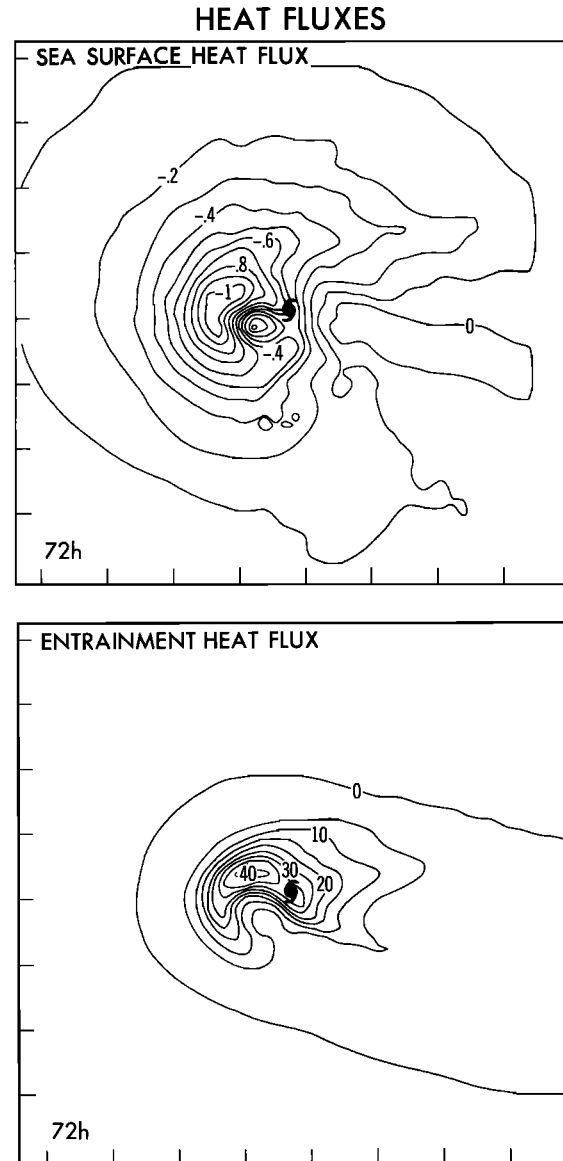 HEAT FLUXES
SEA SURFACE HEAT FLUX
-.2
-.4
-.6
.8
-1
-.4
0
72h
ENTRAINMENT HEAT FLUX
0
10
40
30
20
72h